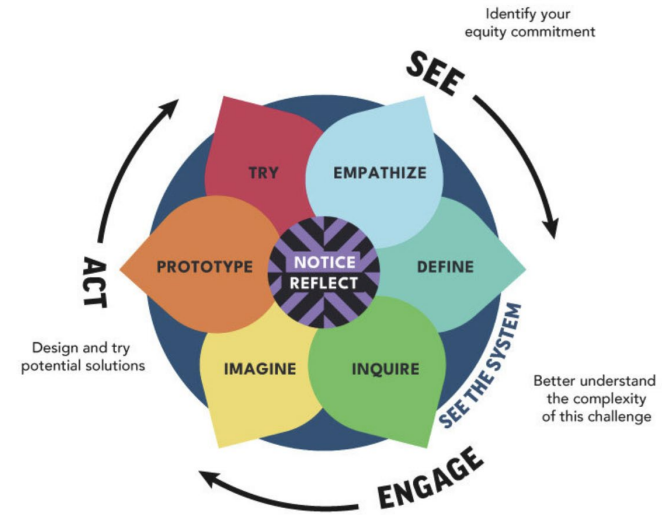 Identify your
equity commitment
SEE
TRY
EMPATHIZE
PROTOTYPE
NOTICE
REFLECT
DEFINE
ACT
Design and try
potential solutions
IMAGINE
INQUIRE
SEE THE SYSTEM
Better understand
the complexity
of this challenge
ENGAGE